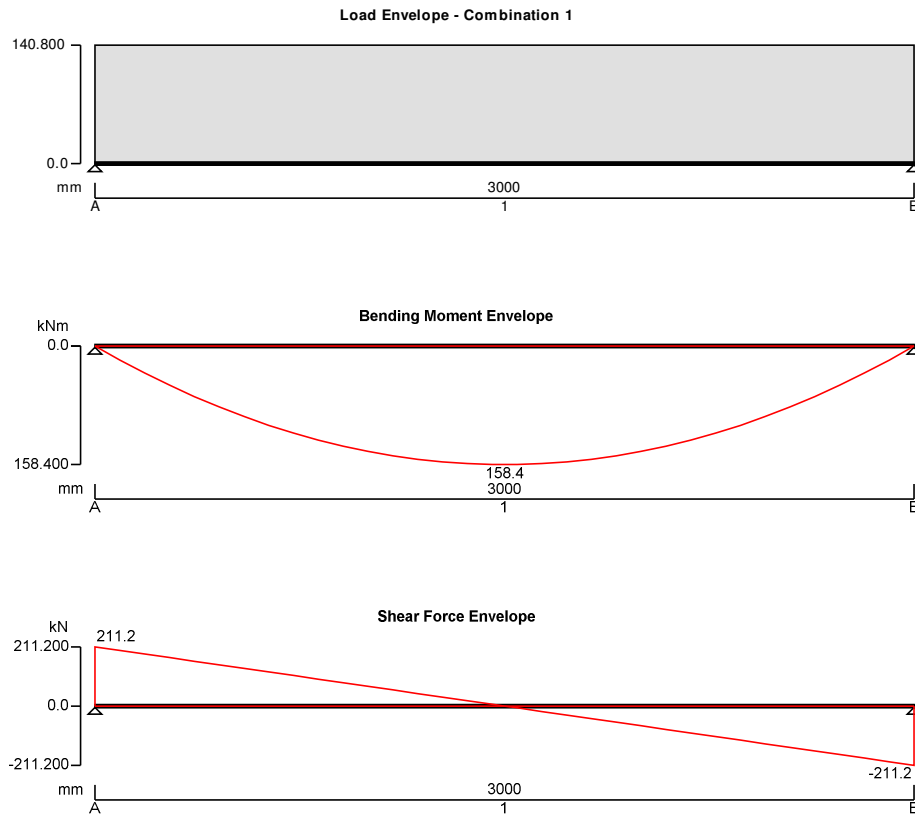 Load Envelope - Combination 1
140.800
0.0
mm
3000
A
1
Bending Moment Envelope
kNm
0.0
158.400
158.4
mm
3000
A
1
Shear Force Envelope
kN
211.200
211.2
0.0
-211.200
-211.2
mm
3000
A
1